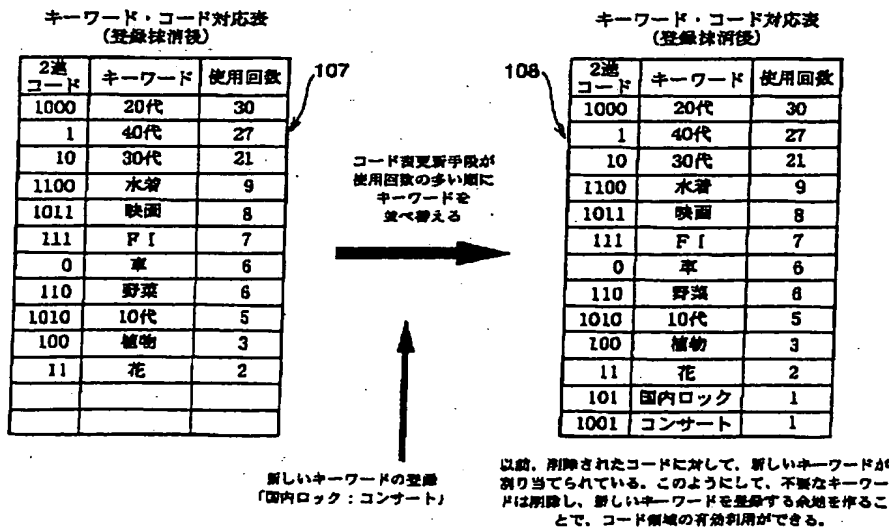 キーワード・コード対応表
(登録抹消後)
107
2進コード キーワード 使用回数
1000 20代 30
1 40代 27
10 30代 21
1100 水着 9
1011 映画 8
111 F I 7
0 車 6
110 野菜 6
1010 10代 5
100 植物 3
11 花 2
コード表更新手段が
使用回数の多い順に
キーワードを
並べ替える
新しいキーワードの登録
「国内ロック:コンサート」
キーワード・コード対応表
(登録抹消後)
108
2進コード キーワード 使用回数
1000 20代 30
1 40代 27
10 30代 21
1100 水着 9
1011 映画 8
111 F I 7
0 車 6
110 野菜 6
1010 10代 5
100 植物 3
11 花 2
101 国内ロック 1
1001 コンサート 1
以前、削除されたコードに対して、新しいキーワードが
割り当てられている。このようにして、不要なキーワー
ドは削除し、新しいキーワードを登録する余地を作るこ
とで、コード領域の有効利用ができる。